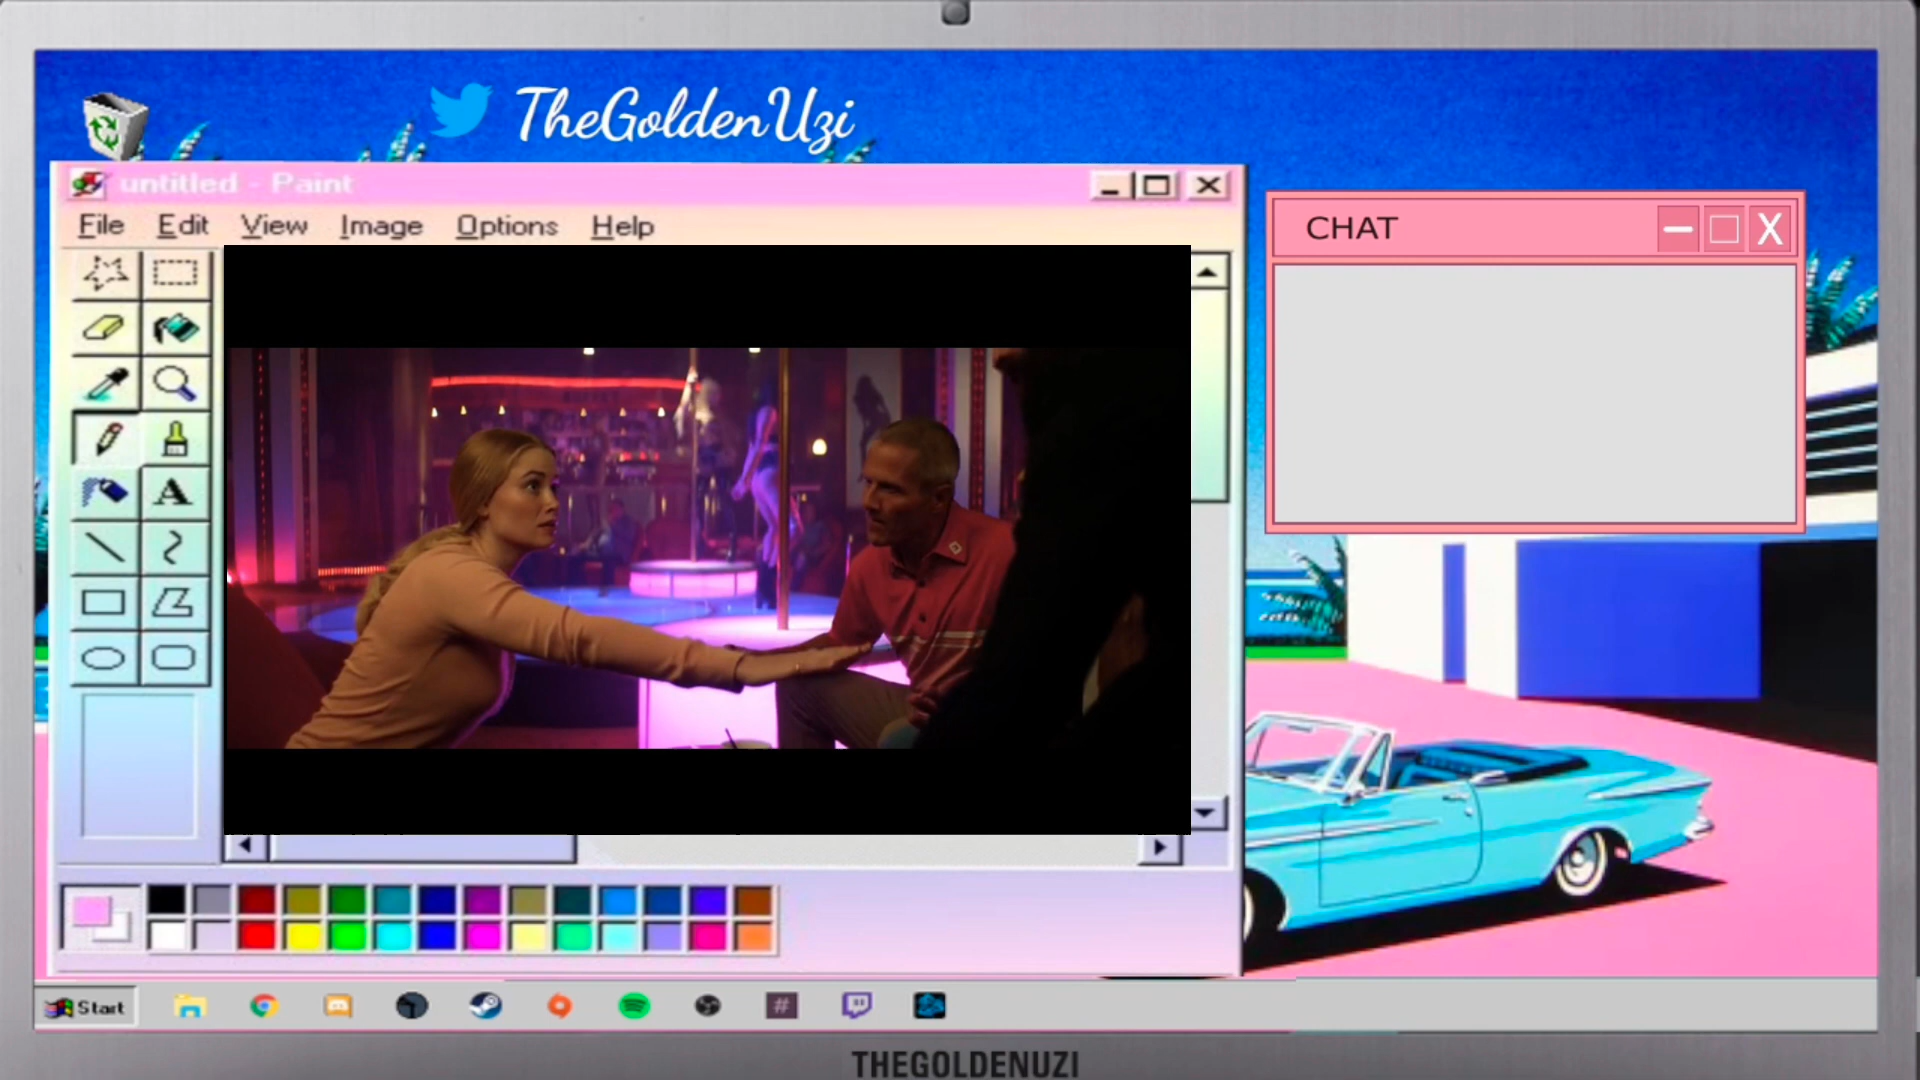 TheGoldenUzi
untitled - Paint
File Edit View Image Options Help
CHAT
A
Start
#
THEGOLDENUZI